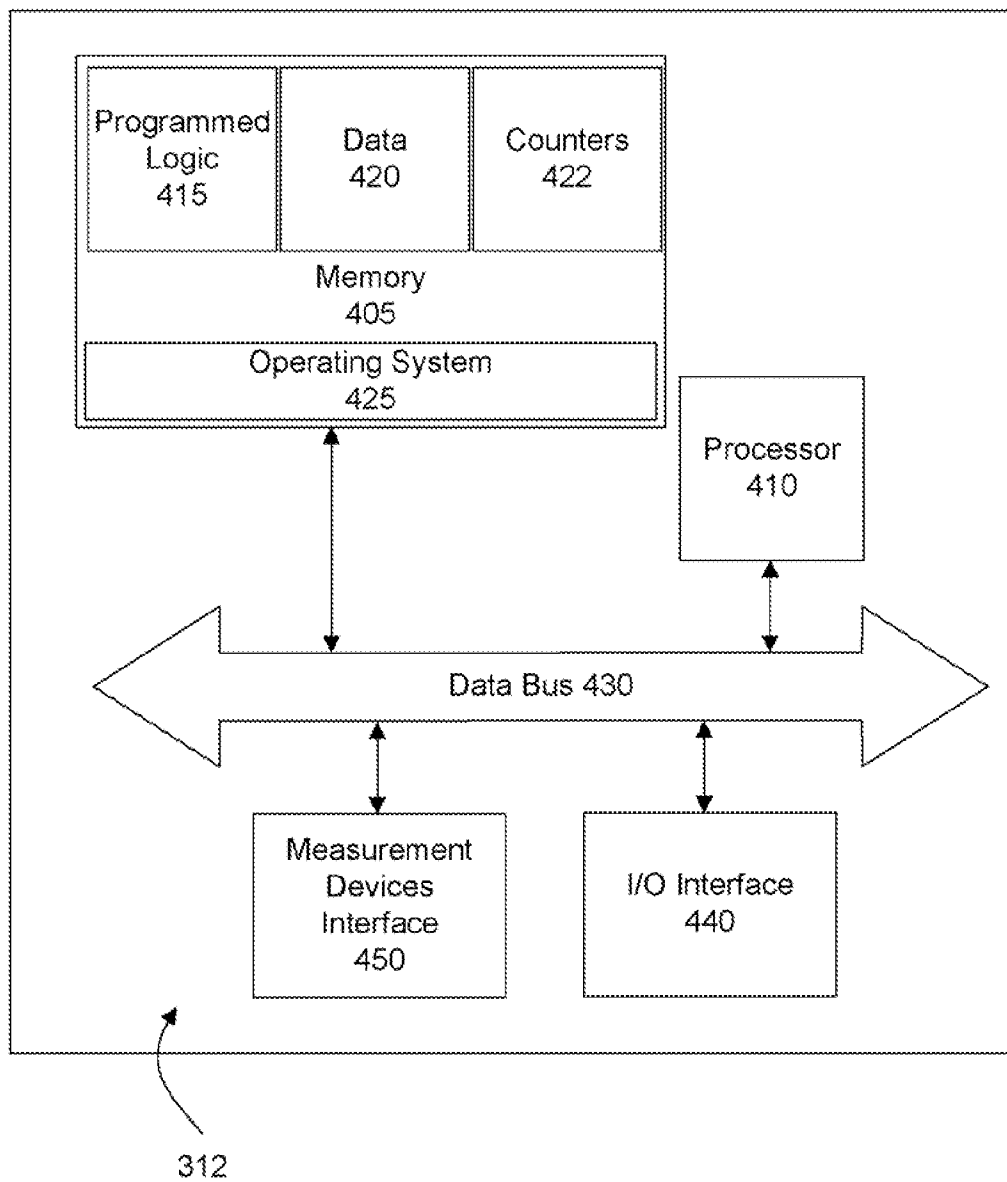 Programmed
Logic
415
Data
420
Counters
422
Memory
405
Operating System
425
Processor
410
Data Bus 430
Measurement
Devices
Interface
450
I/O Interface
440
312